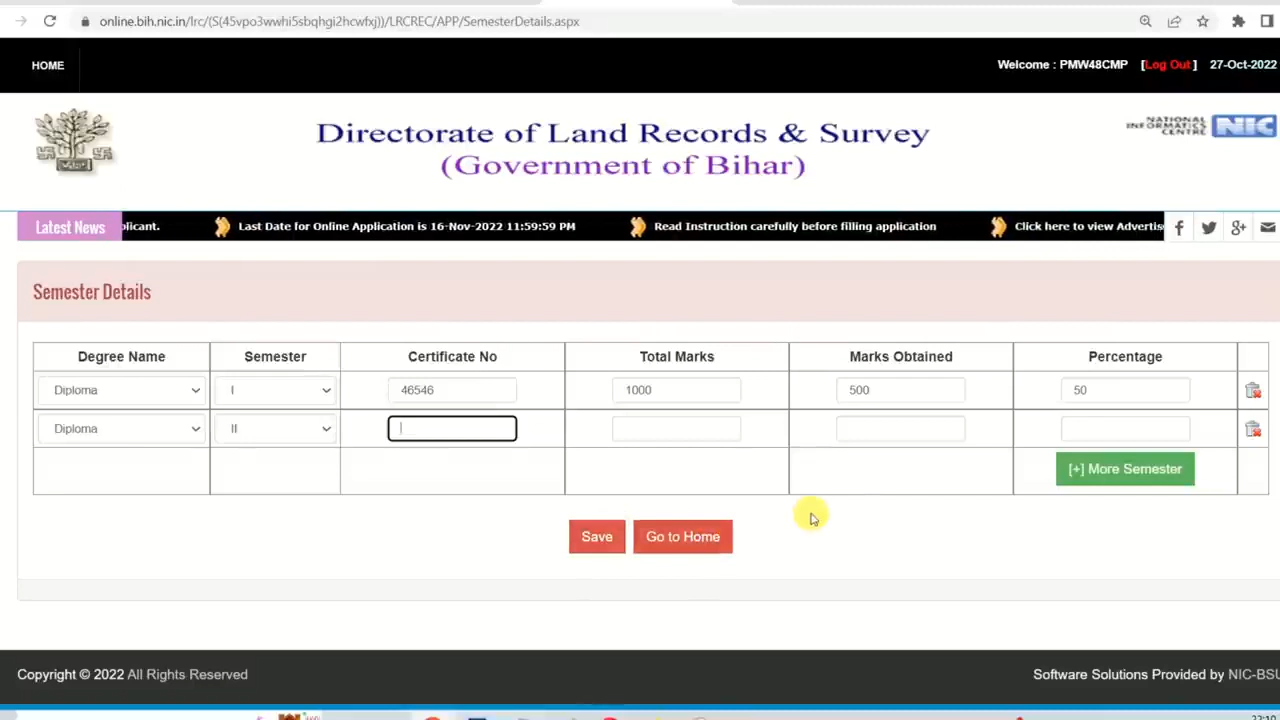 online.bih.nic.in/lrc/(S(45vpo3wwhi5sbqhgi2hcwfxj))/LRCREC/APP/SemesterDetails.aspx
HOME
Welcome : PMW48CMP [Log Out] 27-Oct-2022
Directorate of Land Records & Survey
(Government of Bihar)
NATIONAL INFORMATICS CENTRE NIC
Latest News
plicant. Last Date for Online Application is 16-Nov-2022 11:59:59 PM Read Instruction carefully before filling application Click here to view Advertis
Semester Details
Degree Name Semester Certificate No Total Marks Marks Obtained Percentage
Diploma I 46546 1000 500 50
Diploma II
[+] More Semester
Save Go to Home
Copyright © 2022 All Rights Reserved Software Solutions Provided by NIC-BSU